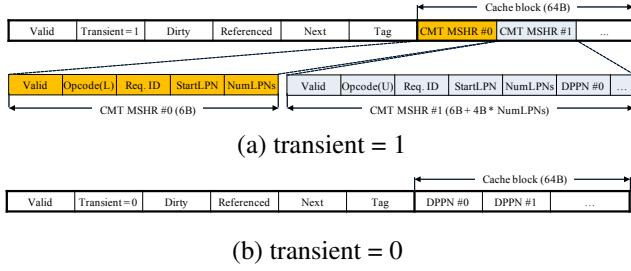 Cache block (64B)
Valid Transient = 1 Dirty Referenced Next Tag CMT MSHR #0 CMT MSHR #1 ...
Valid Opcode(L) Req. ID StartLPN NumLPNs Valid Opcode(U) Req. ID StartLPN NumLPNs DPPN #0 ...
CMT MSHR #0 (6B) CMT MSHR #1 (6B + 4B * NumLPNs)
(a) transient = 1
Cache block (64B)
Valid Transient = 0 Dirty Referenced Next Tag DPPN #0 DPPN #1 ...
(b) transient = 0